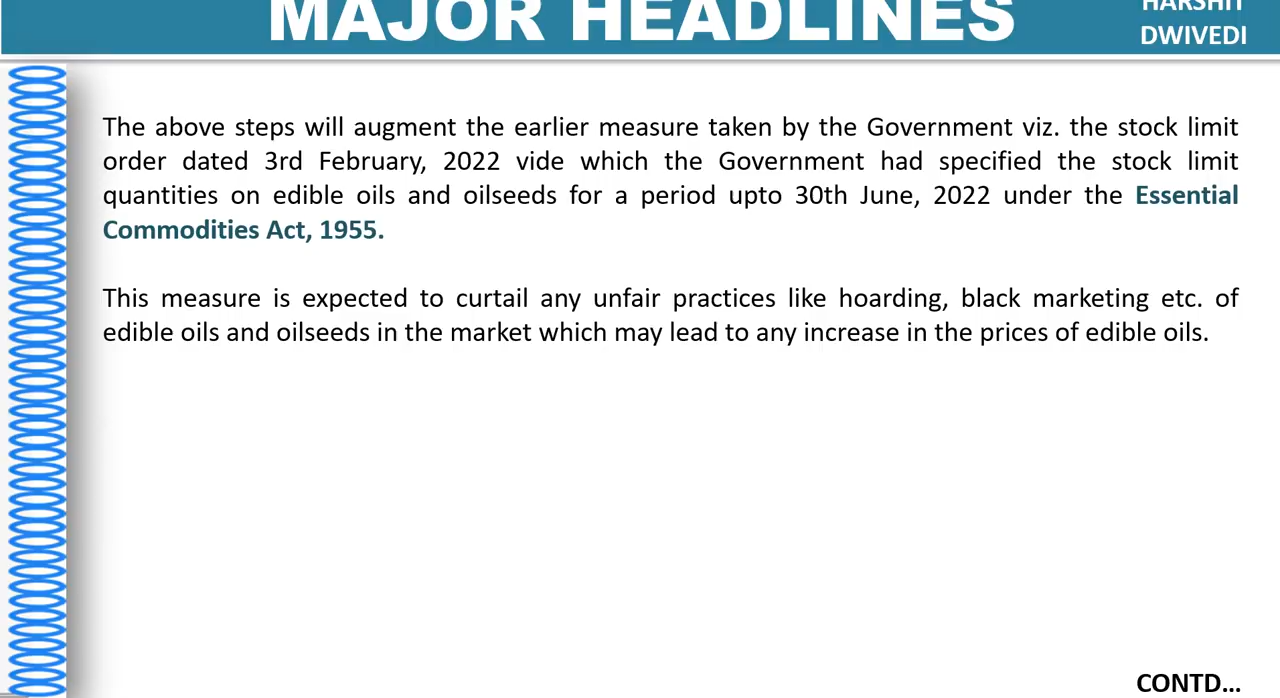 MAJOR HEADLINES
HARSHIT
DWIVEDI
The above steps will augment the earlier measure taken by the Government viz. the stock limit
order dated 3rd February, 2022 vide which the Government had specified the stock limit
quantities on edible oils and oilseeds for a period upto 30th June, 2022 under the Essential
Commodities Act, 1955.
This measure is expected to curtail any unfair practices like hoarding, black marketing etc. of
edible oils and oilseeds in the market which may lead to any increase in the prices of edible oils.
CONTD...